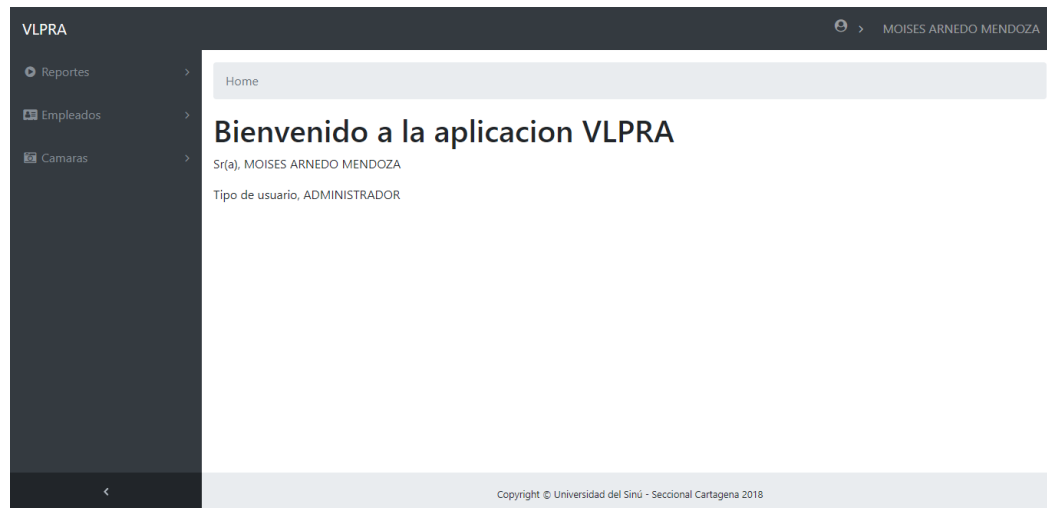 VLPRA
MOISES ARNEDO MENDOZA
Reportes
Empleados
Camaras
Home
Bienvenido a la aplicacion VLPRA
Sr(a), MOISES ARNEDO MENDOZA
Tipo de usuario, ADMINISTRADOR
Copyright © Universidad del Sinú - Seccional Cartagena 2018